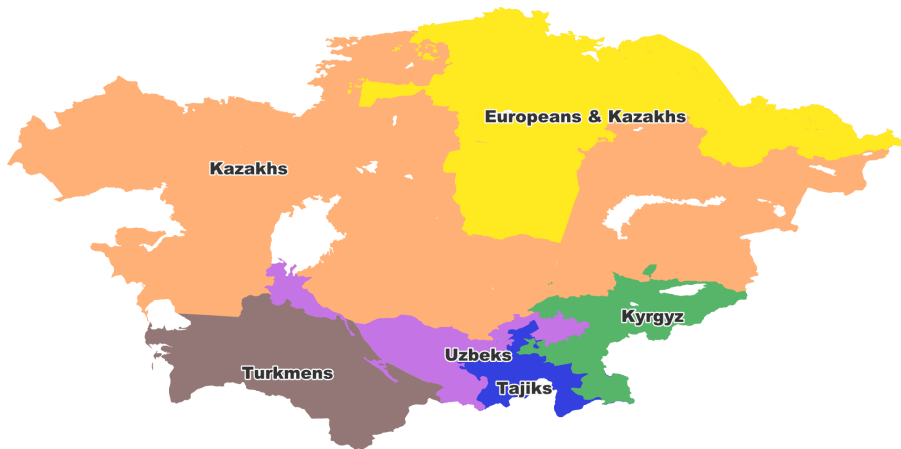 Europeans & Kazakhs
Kazakhs
Kyrgyz
Uzbeks
Turkmens
Tajiks